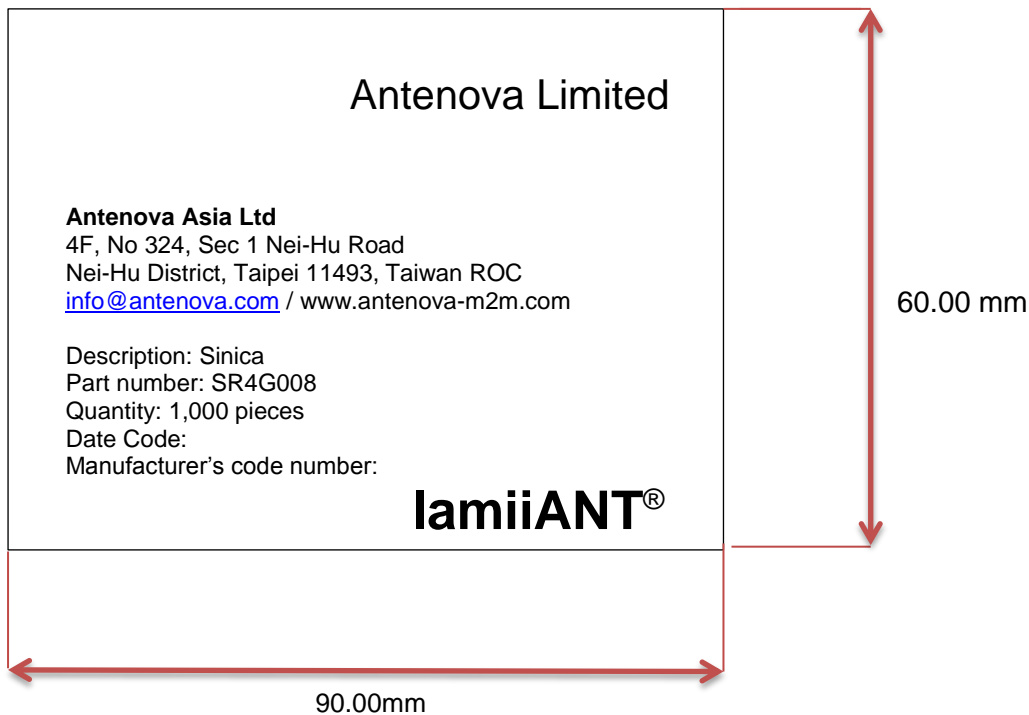 Antenova Limited
Antenova Asia Ltd
4F, No 324, Sec 1 Nei-Hu Road
Nei-Hu District, Taipei 11493, Taiwan ROC
info@antenova.com / www.antenova-m2m.com
Description: Sinica
Part number: SR4G008
Quantity: 1,000 pieces
Date Code:
Manufacturer’s code number:
lamiiANT®
60.00 mm
90.00mm